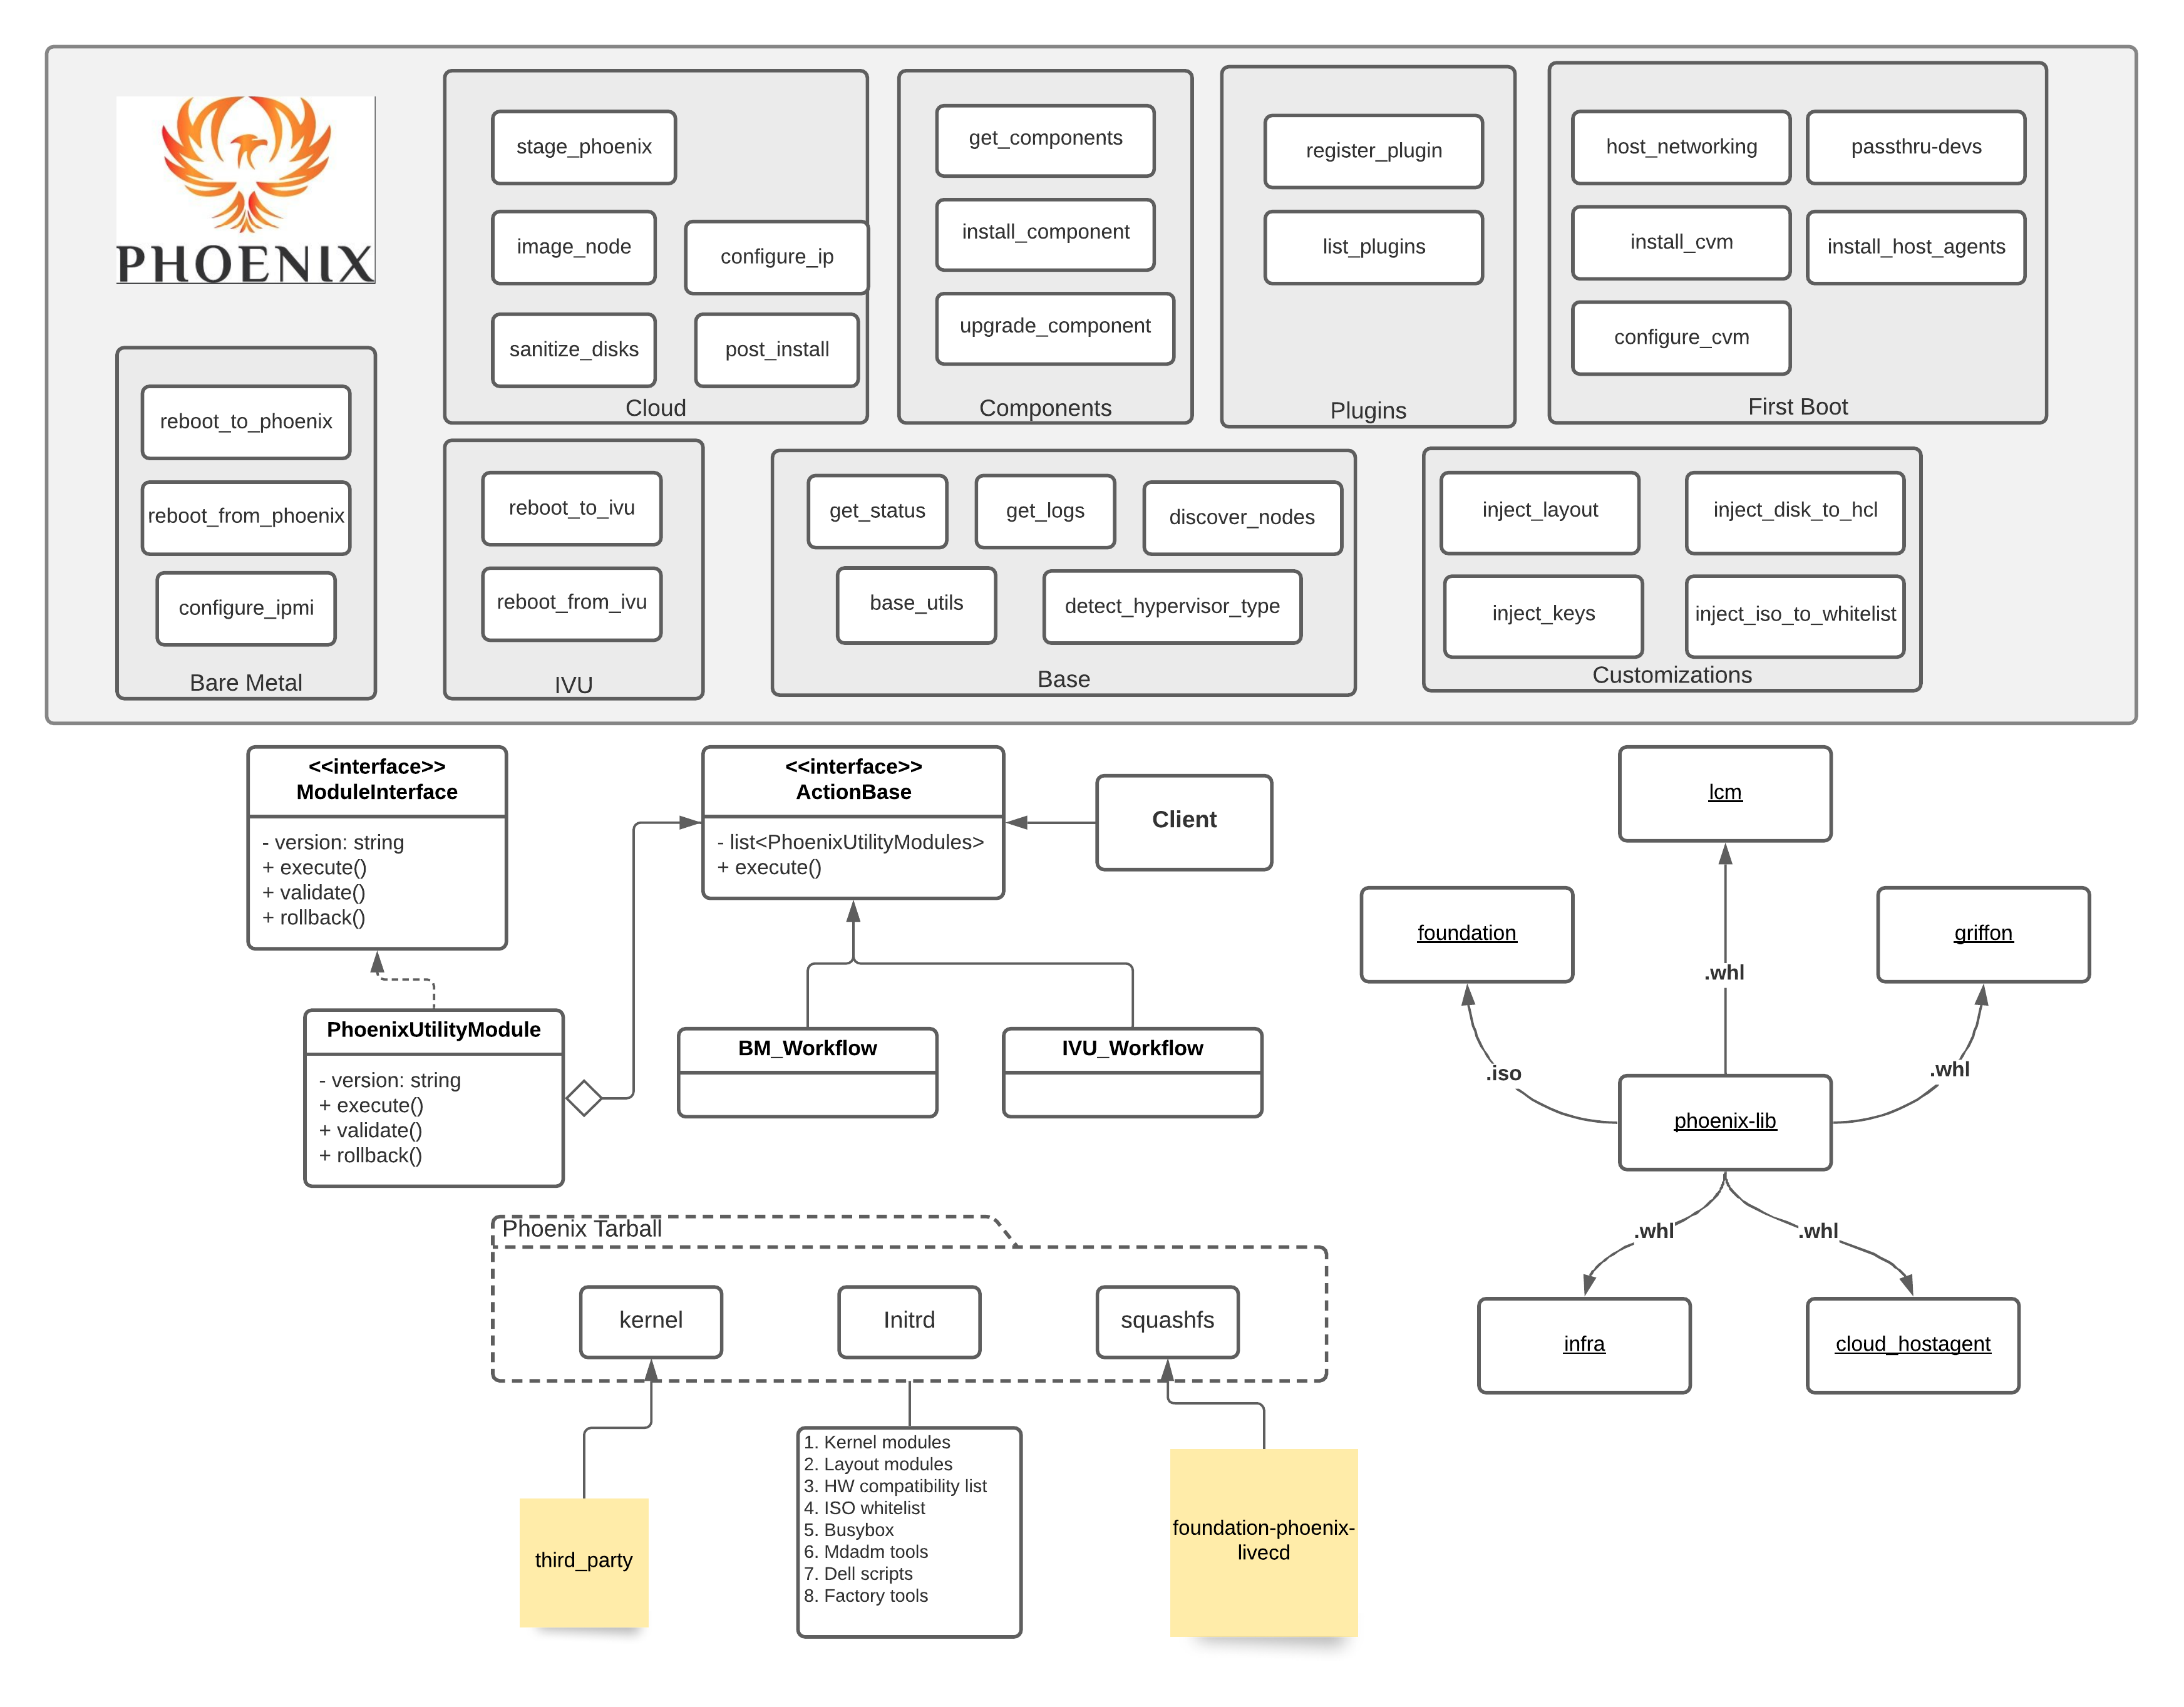 PHOENIX
stage_phoenix
image_node
configure_ip
sanitize_disks
post_install
Cloud
get_components
install_component
upgrade_component
Components
register_plugin
list_plugins
Plugins
host_networking
passthru-devs
install_cvm
install_host_agents
configure_cvm
First Boot
reboot_to_phoenix
reboot_from_phoenix
configure_ipmi
Bare Metal
reboot_to_ivu
reboot_from_ivu
IVU
get_status
get_logs
discover_nodes
base_utils
detect_hypervisor_type
Base
inject_layout
inject_disk_to_hcl
inject_keys
inject_iso_to_whitelist
Customizations
<<interface>>
ModuleInterface
- version: string
+ execute()
+ validate()
+ rollback()
<<interface>>
ActionBase
- list<PhoenixUtilityModules>
+ execute()
Client
PhoenixUtilityModule
- version: string
+ execute()
+ validate()
+ rollback()
BM_Workflow
IVU_Workflow
lcm
foundation
griffon
.whl
.iso
.whl
phoenix-lib
.whl
.whl
infra
cloud_hostagent
Phoenix Tarball
kernel
Initrd
squashfs
third_party
1. Kernel modules
2. Layout modules
3. HW compatibility list
4. ISO whitelist
5. Busybox
6. Mdadm tools
7. Dell scripts
8. Factory tools
foundation-phoenix-
livecd